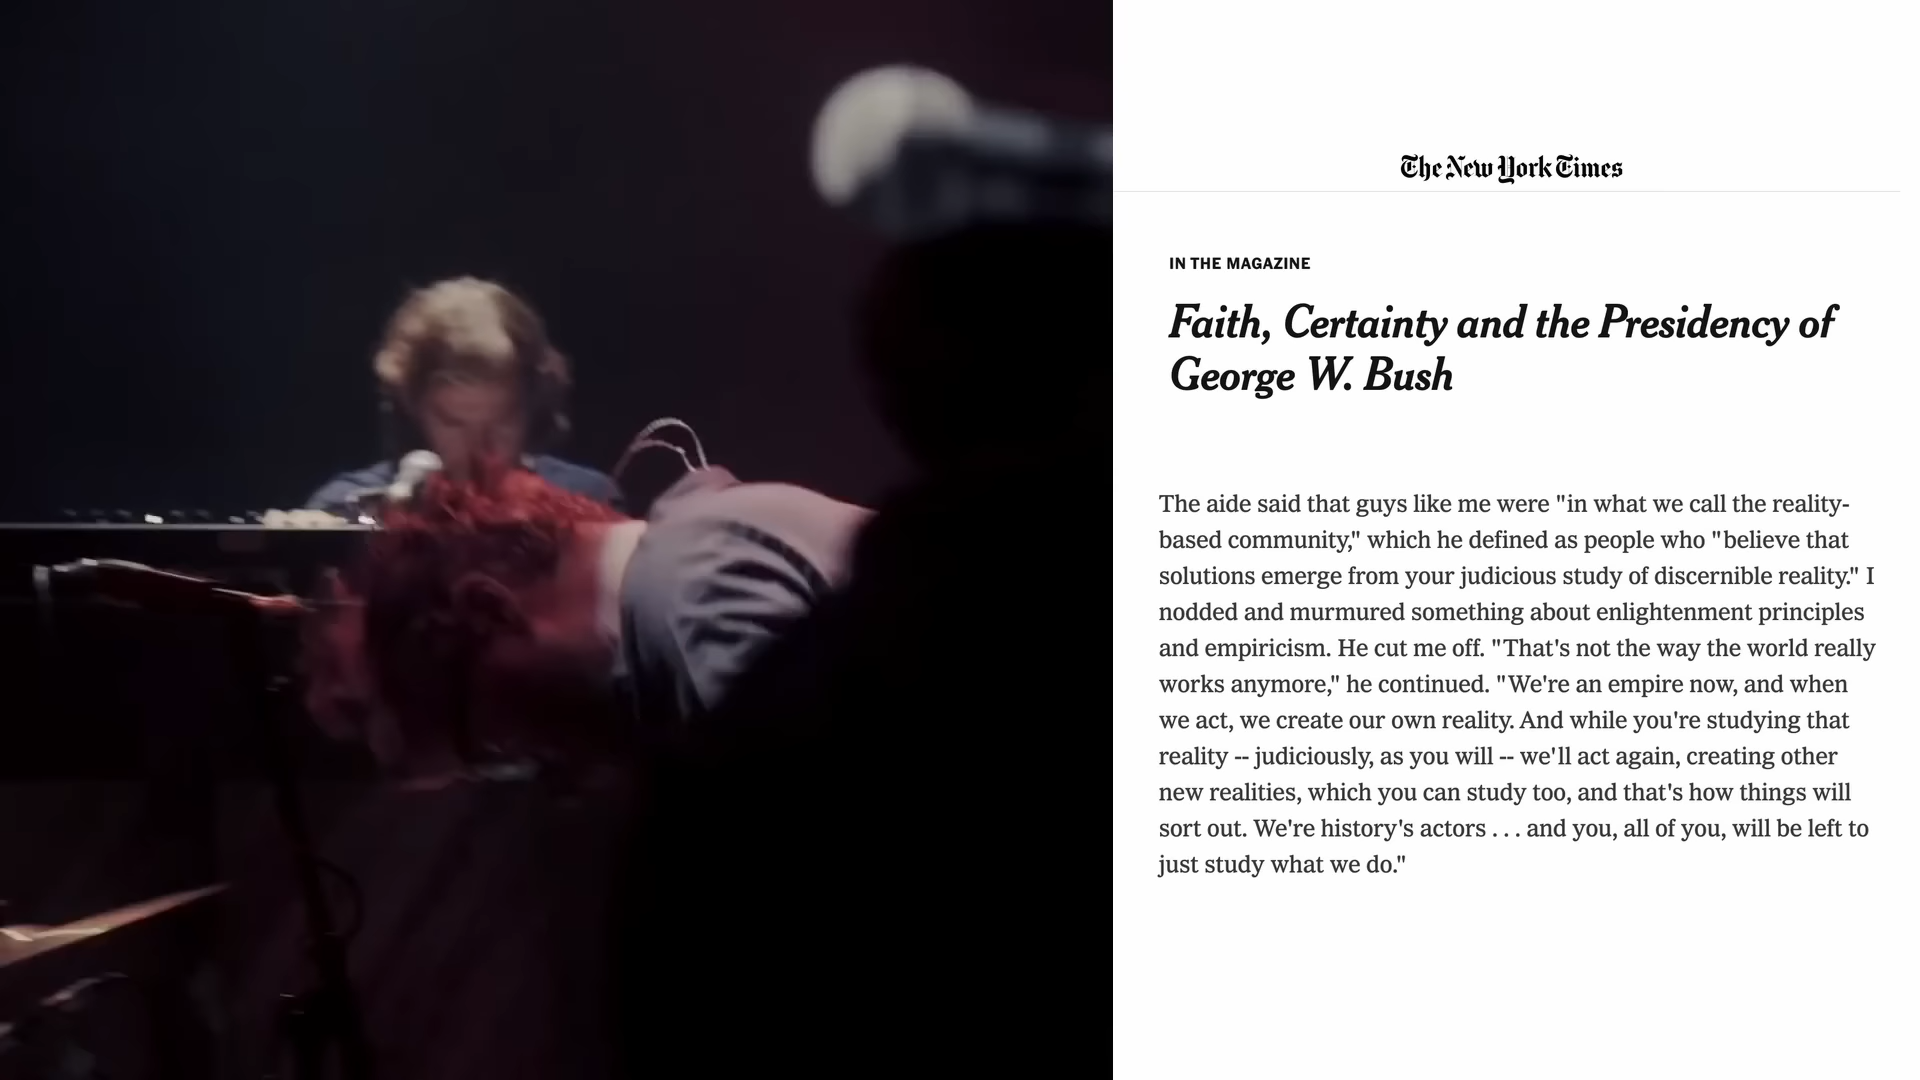 The New York Times
IN THE MAGAZINE
Faith, Certainty and the Presidency of
George W. Bush
The aide said that guys like me were "in what we call the reality-
based community," which he defined as people who "believe that
solutions emerge from your judicious study of discernible reality." I
nodded and murmured something about enlightenment principles
and empiricism. He cut me off. "That's not the way the world really
works anymore," he continued. "We're an empire now, and when
we act, we create our own reality. And while you're studying that
reality -- judiciously, as you will -- we'll act again, creating other
new realities, which you can study too, and that's how things will
sort out. We're history's actors . . . and you, all of you, will be left to
just study what we do."